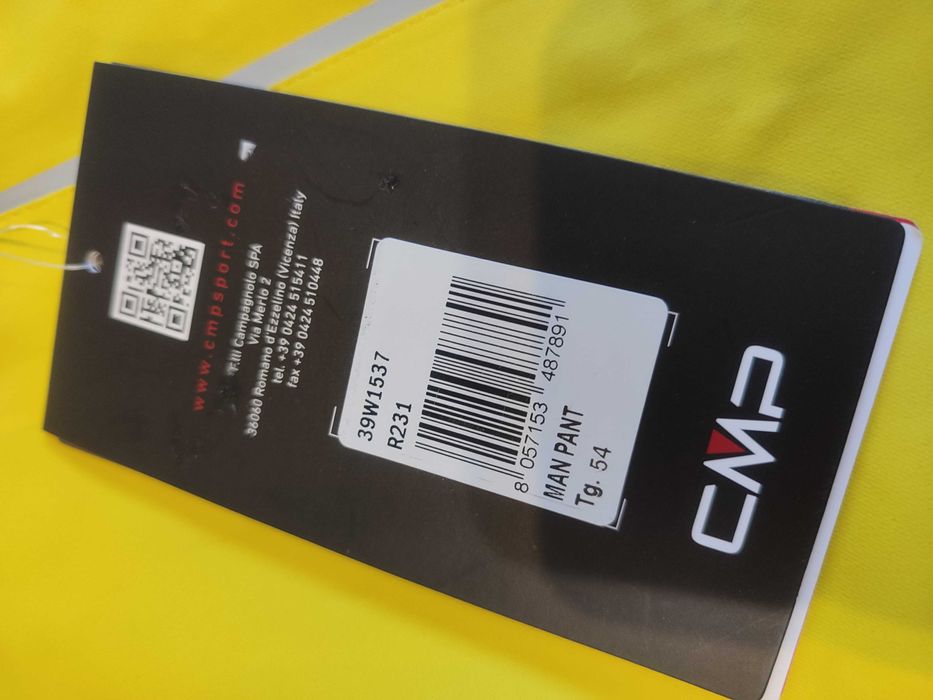 www.cmpsport.com
F.lli Campagnolo SPA
Via Merlo 2
36060 Romano d'Ezzelino (Vicenza) Italy
tel. +39 0424 515411
fax +39 0424 510448
39W1537
R231
8 057153 487891
MAN PANT
Tg. 54
CMP